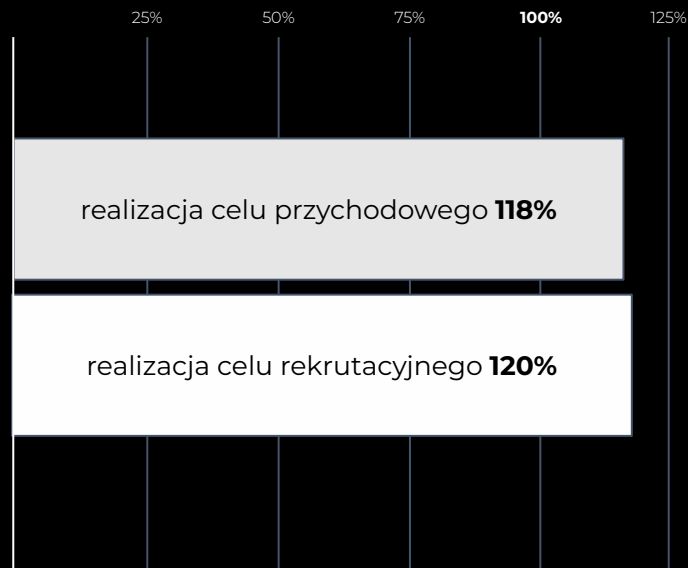 25% 50% 75% 100% 125%
realizacja celu przychodowego 118%
realizacja celu rekrutacyjnego 120%